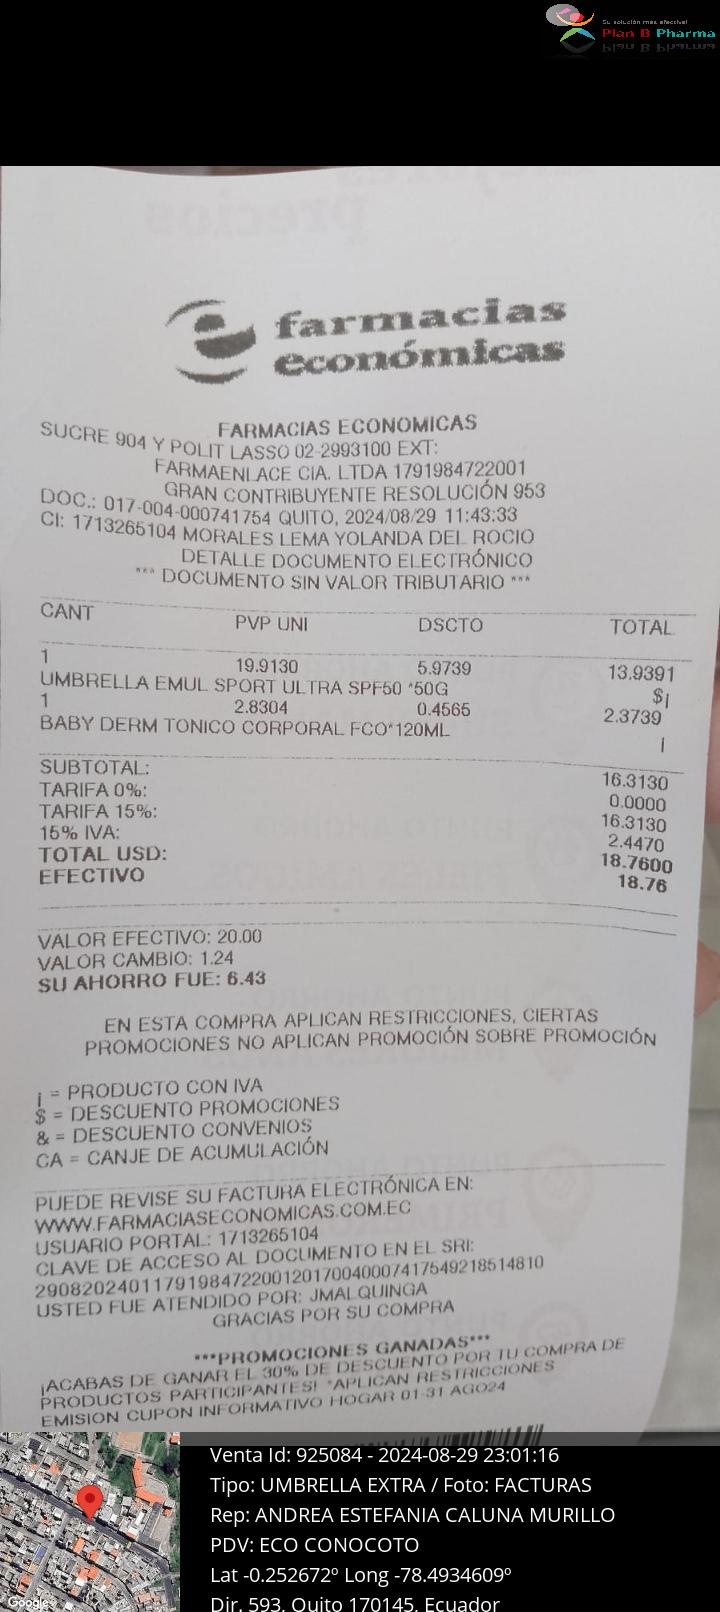 Su solución más efectiva!
Plan B Pharma
precios
farmacias
económicas
FARMACIAS ECONOMICAS
SUCRE 904 Y POLIT LASSO 02-2993100 EXT:
FARMAENLACE CIA. LTDA 1791984722001
GRAN CONTRIBUYENTE RESOLUCIÓN 953
DOC.: 017-004-000741754 QUITO, 2024/08/29 11:43:33
CI: 1713265104 MORALES LEMA YOLANDA DEL ROCIO
DETALLE DOCUMENTO ELECTRÓNICO
*** DOCUMENTO SIN VALOR TRIBUTARIO ***
CANT PVP UNI DSCTO TOTAL
1 19.9130 5.9739 13.9391
UMBRELLA EMUL SPORT ULTRA SPF50 *50G $¡
1 2.8304 0.4565 2.3739
BABY DERM TONICO CORPORAL FCO*120ML ¡
SUBTOTAL: 16.3130
TARIFA 0%: 0.0000
TARIFA 15%: 16.3130
15% IVA: 2.4470
TOTAL USD: 18.7600
EFECTIVO 18.76
VALOR EFECTIVO: 20.00
VALOR CAMBIO: 1.24
SU AHORRO FUE: 6.43
EN ESTA COMPRA APLICAN RESTRICCIONES, CIERTAS
PROMOCIONES NO APLICAN PROMOCIÓN SOBRE PROMOCIÓN
¡ = PRODUCTO CON IVA
$ = DESCUENTO PROMOCIONES
& = DESCUENTO CONVENIOS
CA = CANJE DE ACUMULACIÓN
PUEDE REVISE SU FACTURA ELECTRÓNICA EN:
WWW.FARMACIASECONOMICAS.COM.EC
USUARIO PORTAL: 1713265104
CLAVE DE ACCESO AL DOCUMENTO EN EL SRI:
2908202401179198472200120170040007417549218514810
USTED FUE ATENDIDO POR: JMALQUINGA
GRACIAS POR SU COMPRA
***PROMOCIONES GANADAS***
¡ACABAS DE GANAR EL 30% DE DESCUENTO POR TU COMPRA DE
PRODUCTOS PARTICIPANTES! *APLICAN RESTRICCIONES
EMISION CUPON INFORMATIVO HOGAR 01-31 AGO24
Venta Id: 925084 - 2024-08-29 23:01:16
Tipo: UMBRELLA EXTRA / Foto: FACTURAS
Rep: ANDREA ESTEFANIA CALUNA MURILLO
PDV: ECO CONOCOTO
Lat -0.252672º Long -78.4934609º
Dir. 593, Quito 170145, Ecuador
Google